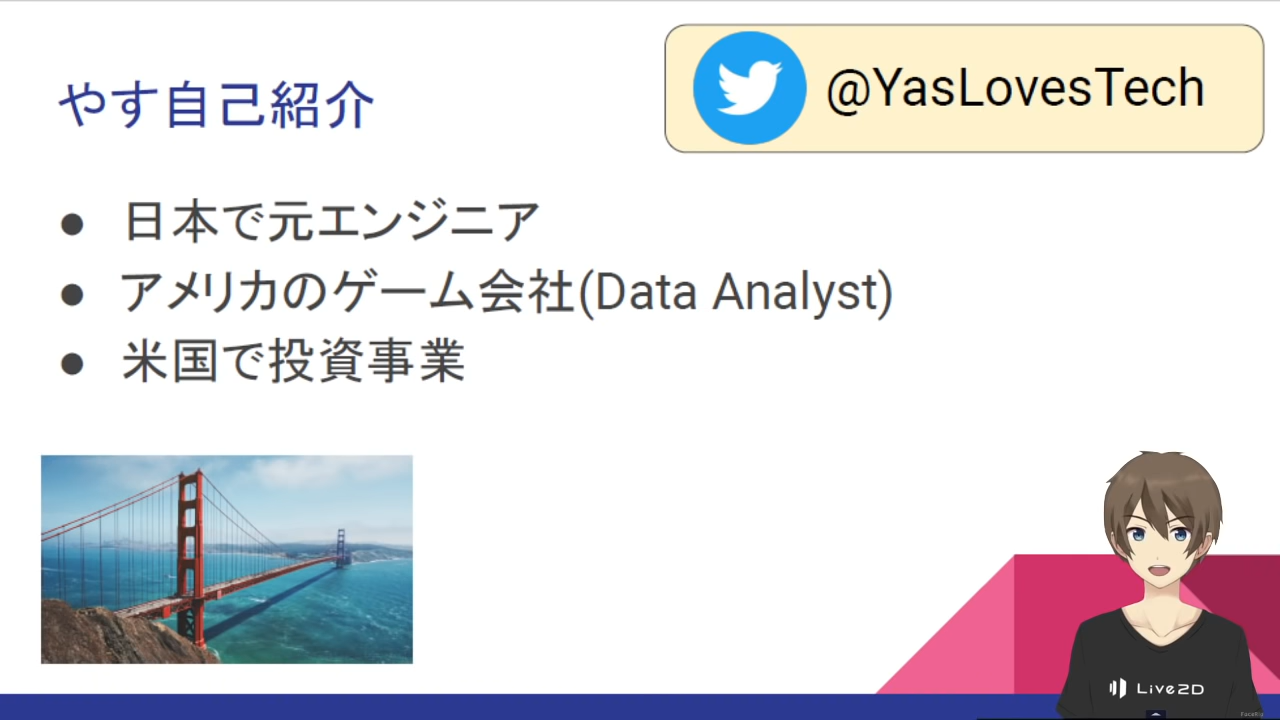 やす自己紹介
@YasLovesTech
● 日本で元エンジニア
● アメリカのゲーム会社(Data Analyst)
● 米国で投資事業
Live2D
FaceRig